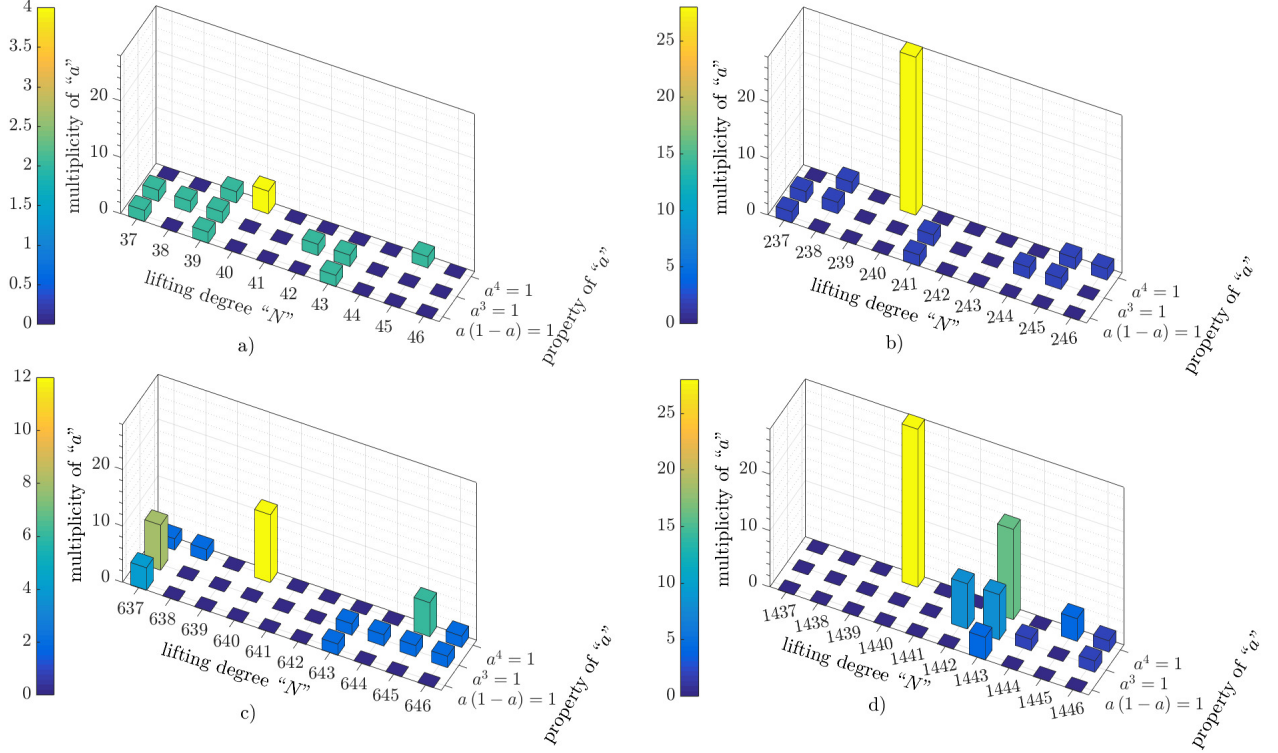 4
3.5
3
2.5
2
1.5
1
0.5
0
multiplicity of “a”
20
10
0
37
38
39
40
41
42
43
44
45
46
lifting degree “N”
a⁴ = 1
a³ = 1
a (1 − a) = 1
property of “a”
a)
25
20
15
10
5
0
multiplicity of “a”
20
10
0
237
238
239
240
241
242
243
244
245
246
lifting degree “N”
a⁴ = 1
a³ = 1
a (1 − a) = 1
property of “a”
b)
12
10
8
6
4
2
0
multiplicity of “a”
20
10
0
637
638
639
640
641
642
643
644
645
646
lifting degree “N”
a⁴ = 1
a³ = 1
a (1 − a) = 1
property of “a”
c)
25
20
15
10
5
0
multiplicity of “a”
20
10
0
1437
1438
1439
1440
1441
1442
1443
1444
1445
1446
lifting degree “N”
a⁴ = 1
a³ = 1
a (1 − a) = 1
property of “a”
d)